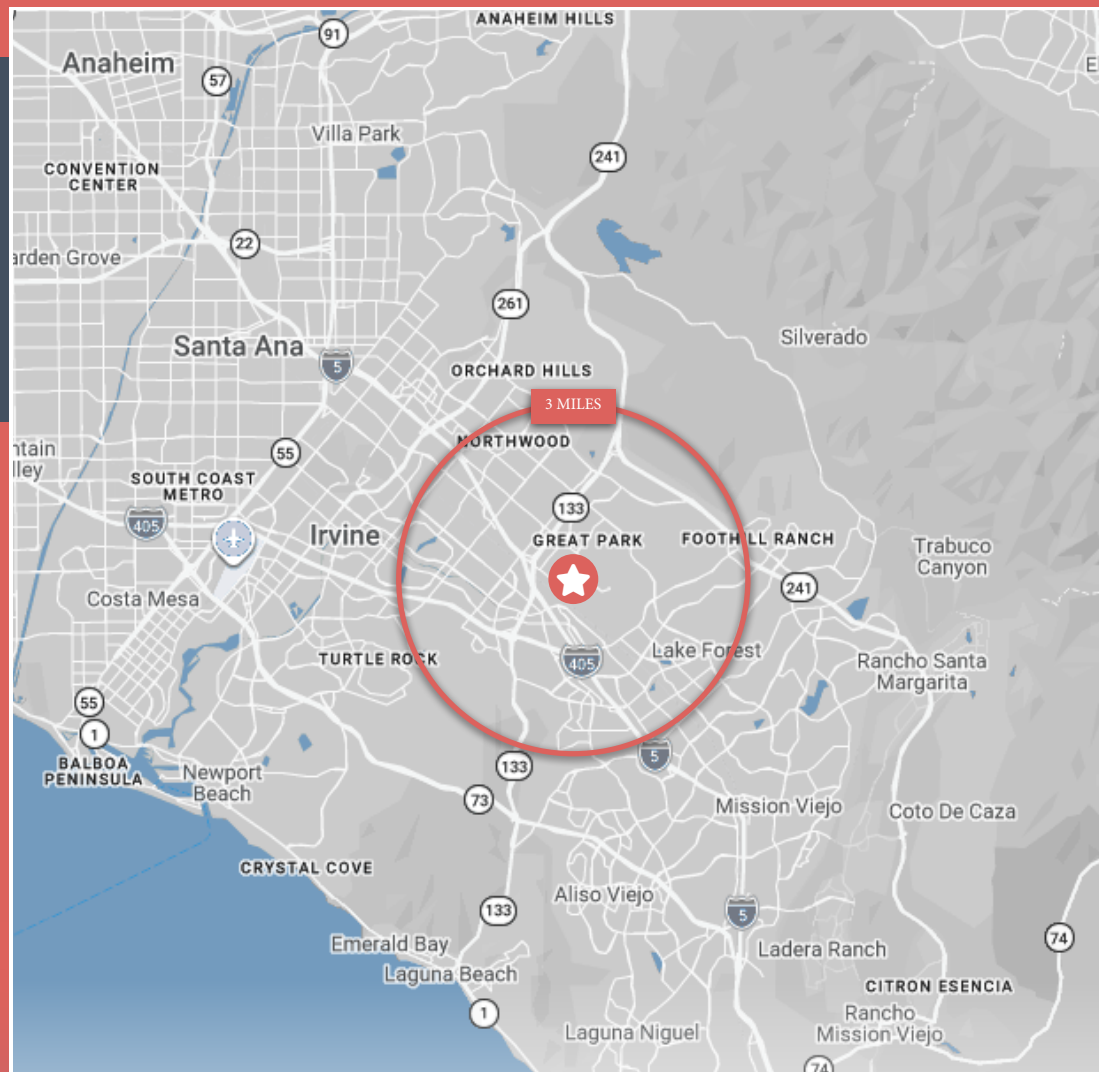 ANAHEIM HILLS
91
Anaheim
57
E
Villa Park
241
CONVENTION
CENTER
22
arden Grove
261
Silverado
Santa Ana
5
ORCHARD HILLS
3 MILES
NORTHWOOD
ntain
lley
55
SOUTH COAST
METRO
133
405
Irvine
GREAT PARK
FOOTHILL RANCH
Trabuco
Canyon
241
Costa Mesa
TURTLE ROCK
405
Lake Forest
Rancho Santa
Margarita
55
1
BALBOA
PENINSULA
133
5
Newport
Beach
73
Mission Viejo
Coto De Caza
CRYSTAL COVE
Aliso Viejo
133
5
74
Emerald Bay
Ladera Ranch
Laguna Beach
CITRON ESENCIA
1
Rancho
Mission Viejo
Laguna Niguel
74